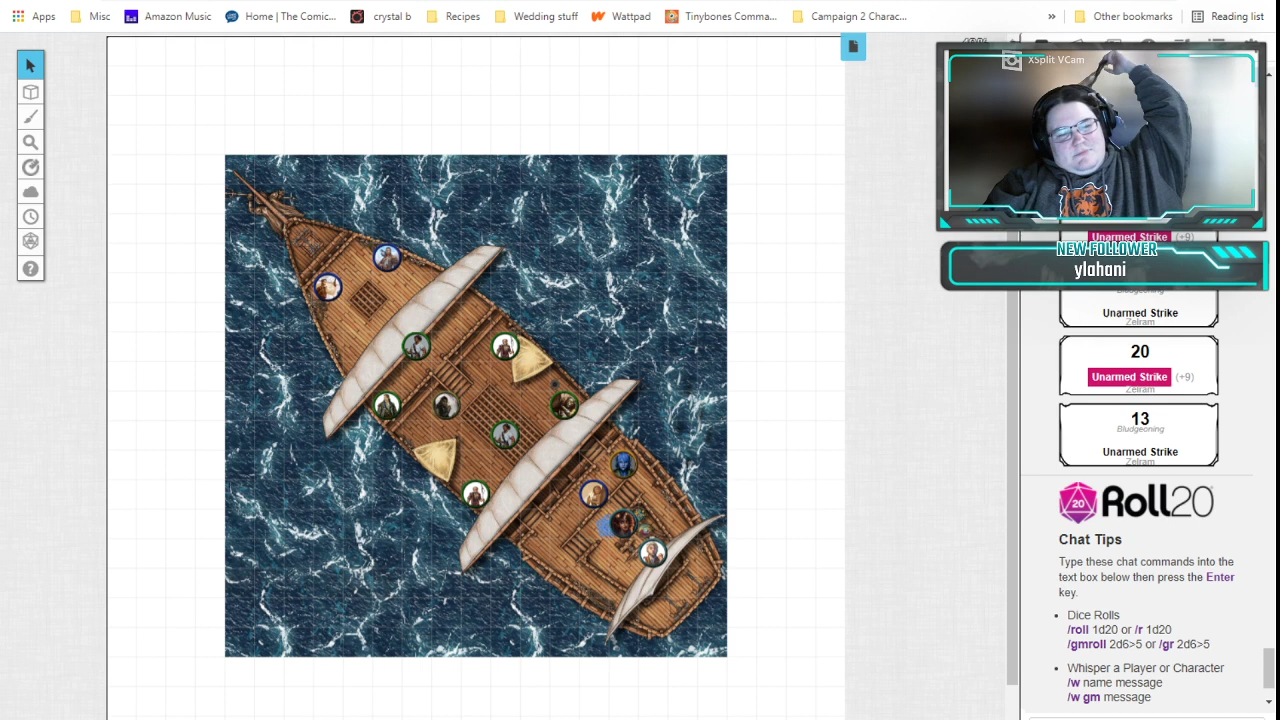 Apps Misc Amazon Music Home | The Comic... crystal b Recipes Wedding stuff Wattpad Tinybones Comma... Campaign 2 Charac... » Other bookmarks Reading list
XSplit VCam
Unarmed Strike (+9)
NEW FOLLOWER
ylahani
Bludgeoning
Unarmed Strike
Zelram
20
Unarmed Strike (+9)
Zelram
13
Bludgeoning
Unarmed Strike
Zelram
20 Roll20
Chat Tips
Type these chat commands into the
text box below then press the Enter
key.
• Dice Rolls
/roll 1d20 or /r 1d20
/gmroll 2d6>5 or /gr 2d6>5
• Whisper a Player or Character
/w name message
/w gm message